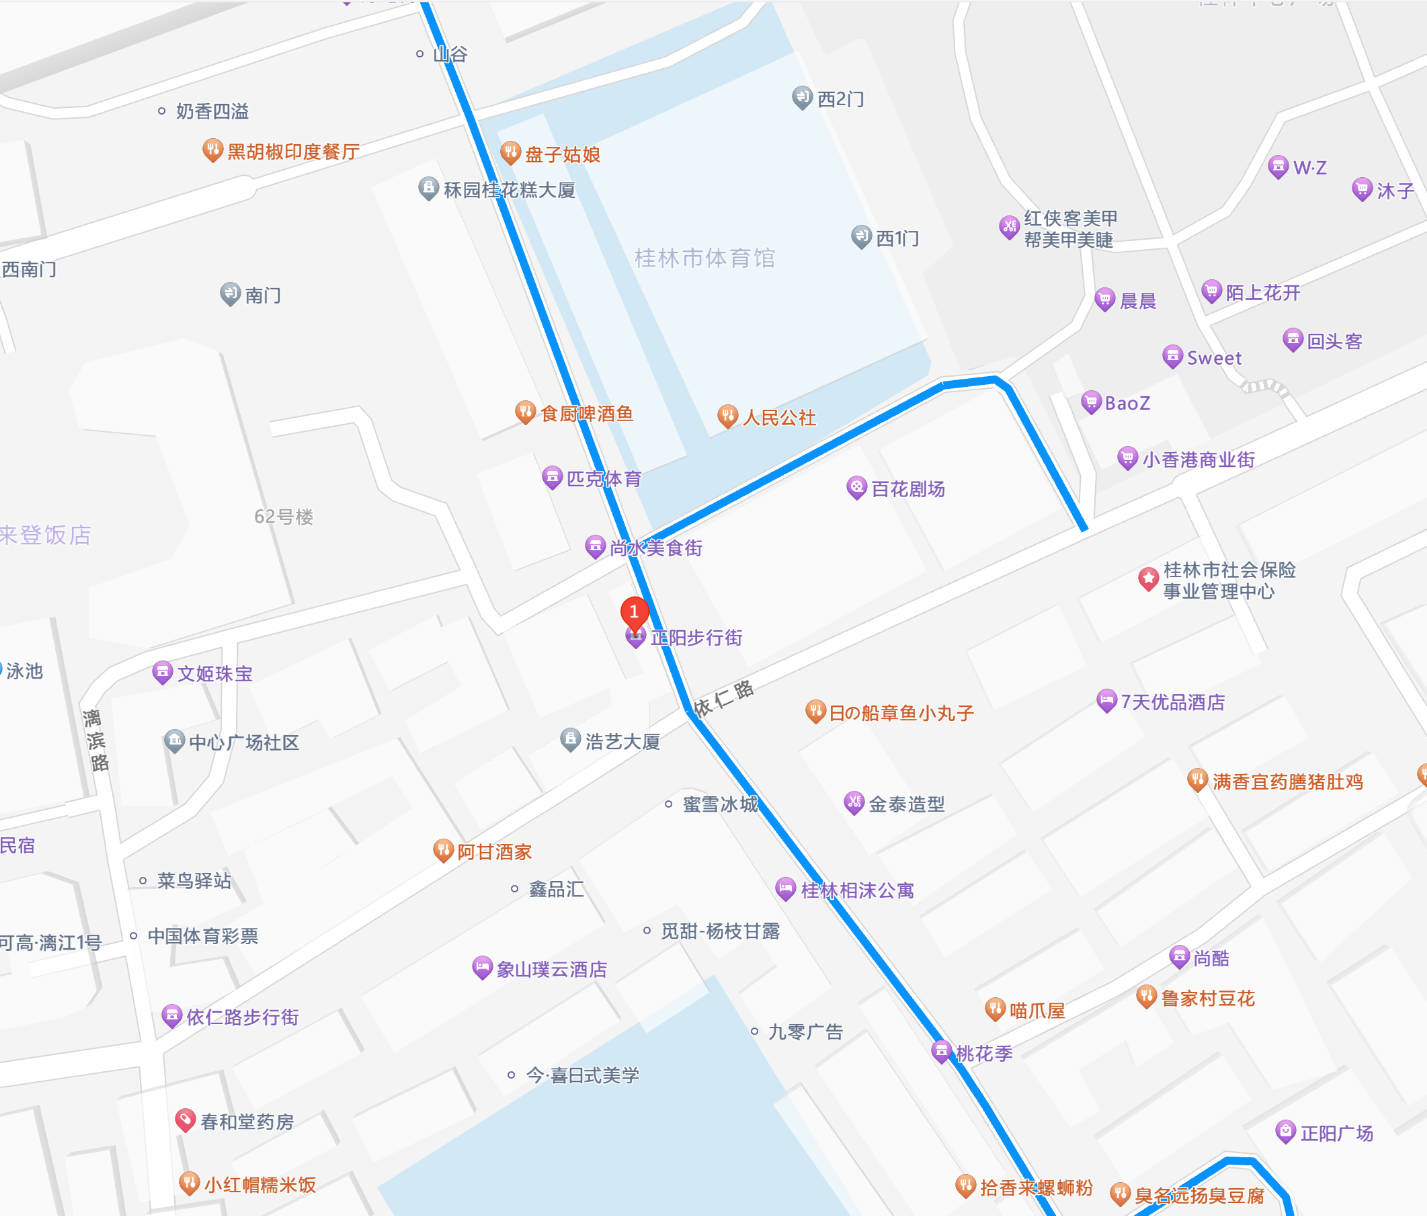 山谷
奶香四溢
西2门
黑胡椒印度餐厅
盘子姑娘
W·Z
秣园桂花糕大厦
沐子
红侠客美甲
帮美甲美睫
西1门
桂林市体育馆
西南门
南门
晨晨
陌上花开
回头客
Sweet
BaoZ
食厨啤酒鱼
人民公社
小香港商业街
匹克体育
百花剧场
62号楼
来登饭店
尚水美食街
桂林市社会保险
事业管理中心
1
正阳步行街
泳池
文姬珠宝
依仁路
7天优品酒店
日の船章鱼小丸子
漓滨路
中心广场社区
浩艺大厦
满香宜药膳猪肚鸡
蜜雪冰城
金泰造型
民宿
阿甘酒家
菜鸟驿站
鑫品汇
桂林相沫公寓
中国体育彩票
觅甜-杨枝甘露
可高·漓江1号
尚酷
象山璞云酒店
鲁家村豆花
喵爪屋
依仁路步行街
九零广告
桃花季
今·喜日式美学
春和堂药房
正阳广场
小红帽糯米饭
拾香来螺蛳粉
臭名远扬臭豆腐